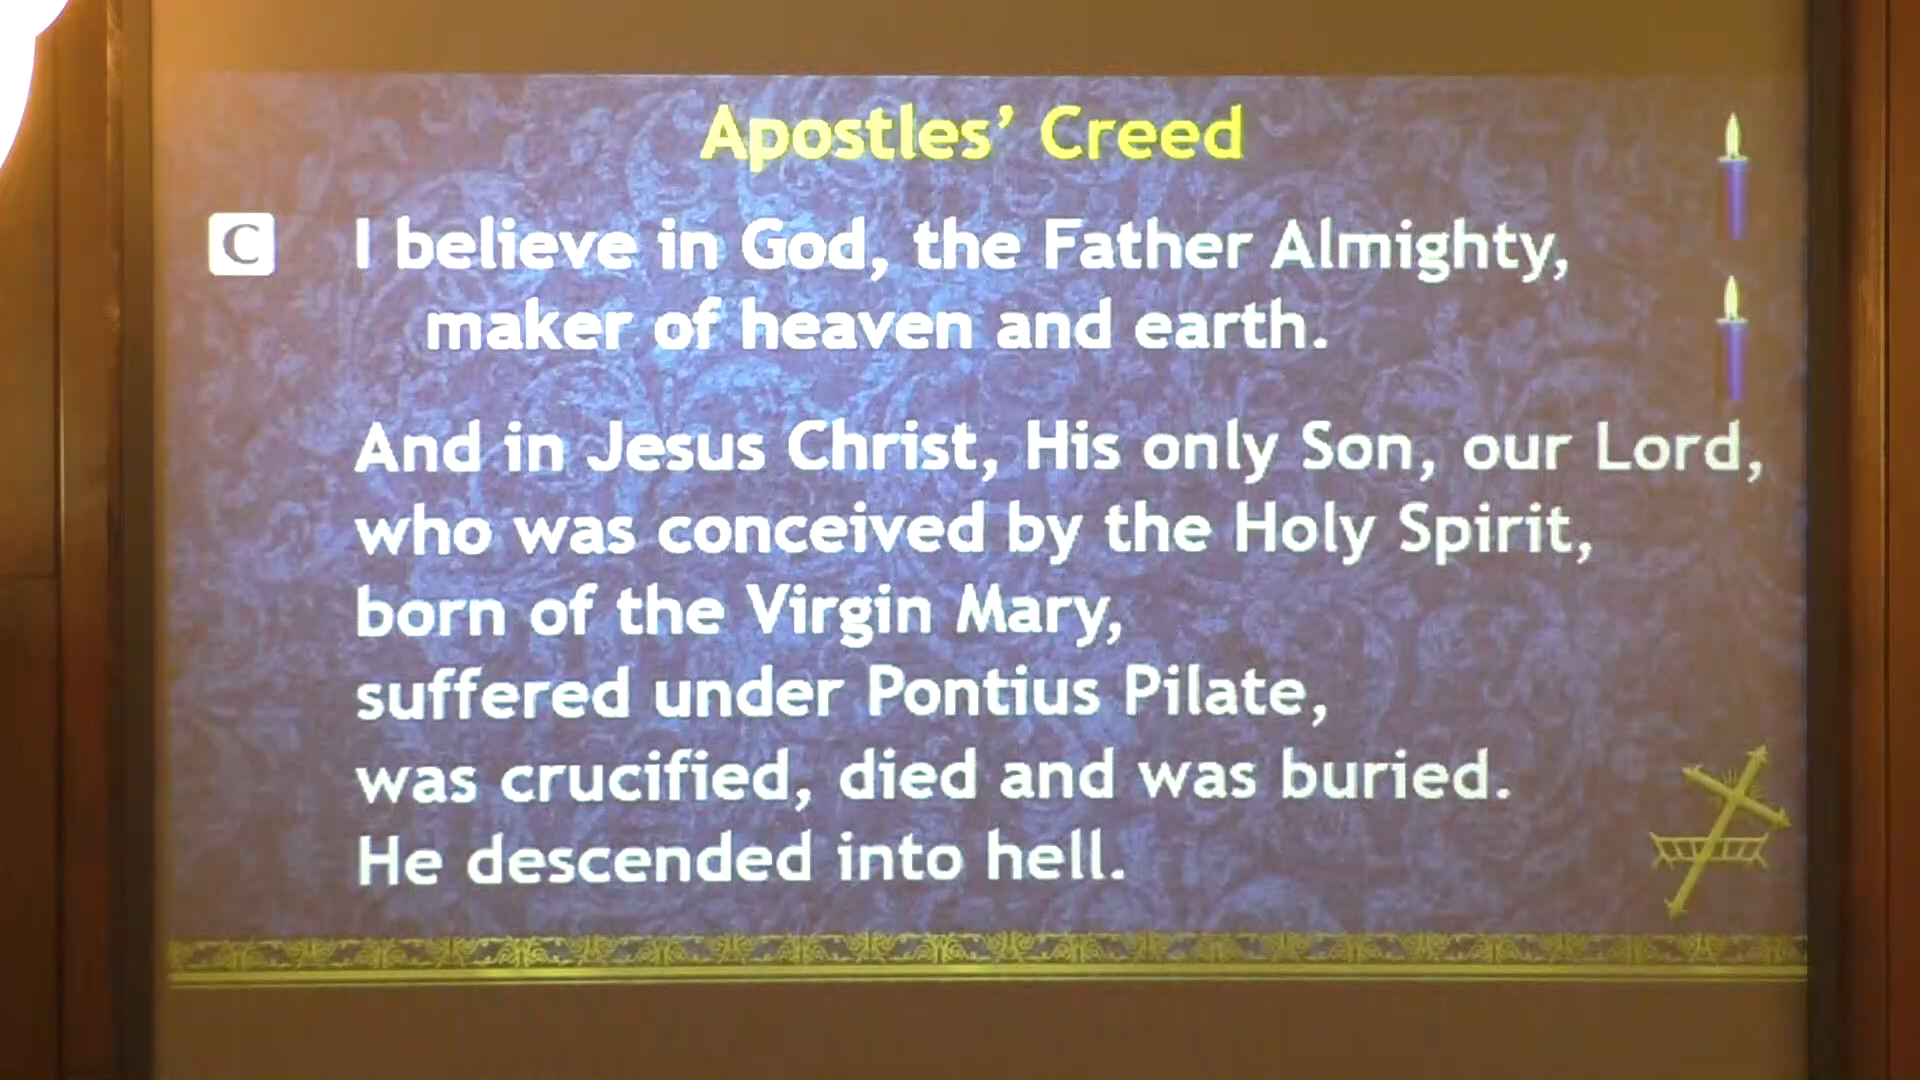 Apostles’ Creed
C I believe in God, the Father Almighty,
maker of heaven and earth.
And in Jesus Christ, His only Son, our Lord,
who was conceived by the Holy Spirit,
born of the Virgin Mary,
suffered under Pontius Pilate,
was crucified, died and was buried.
He descended into hell.